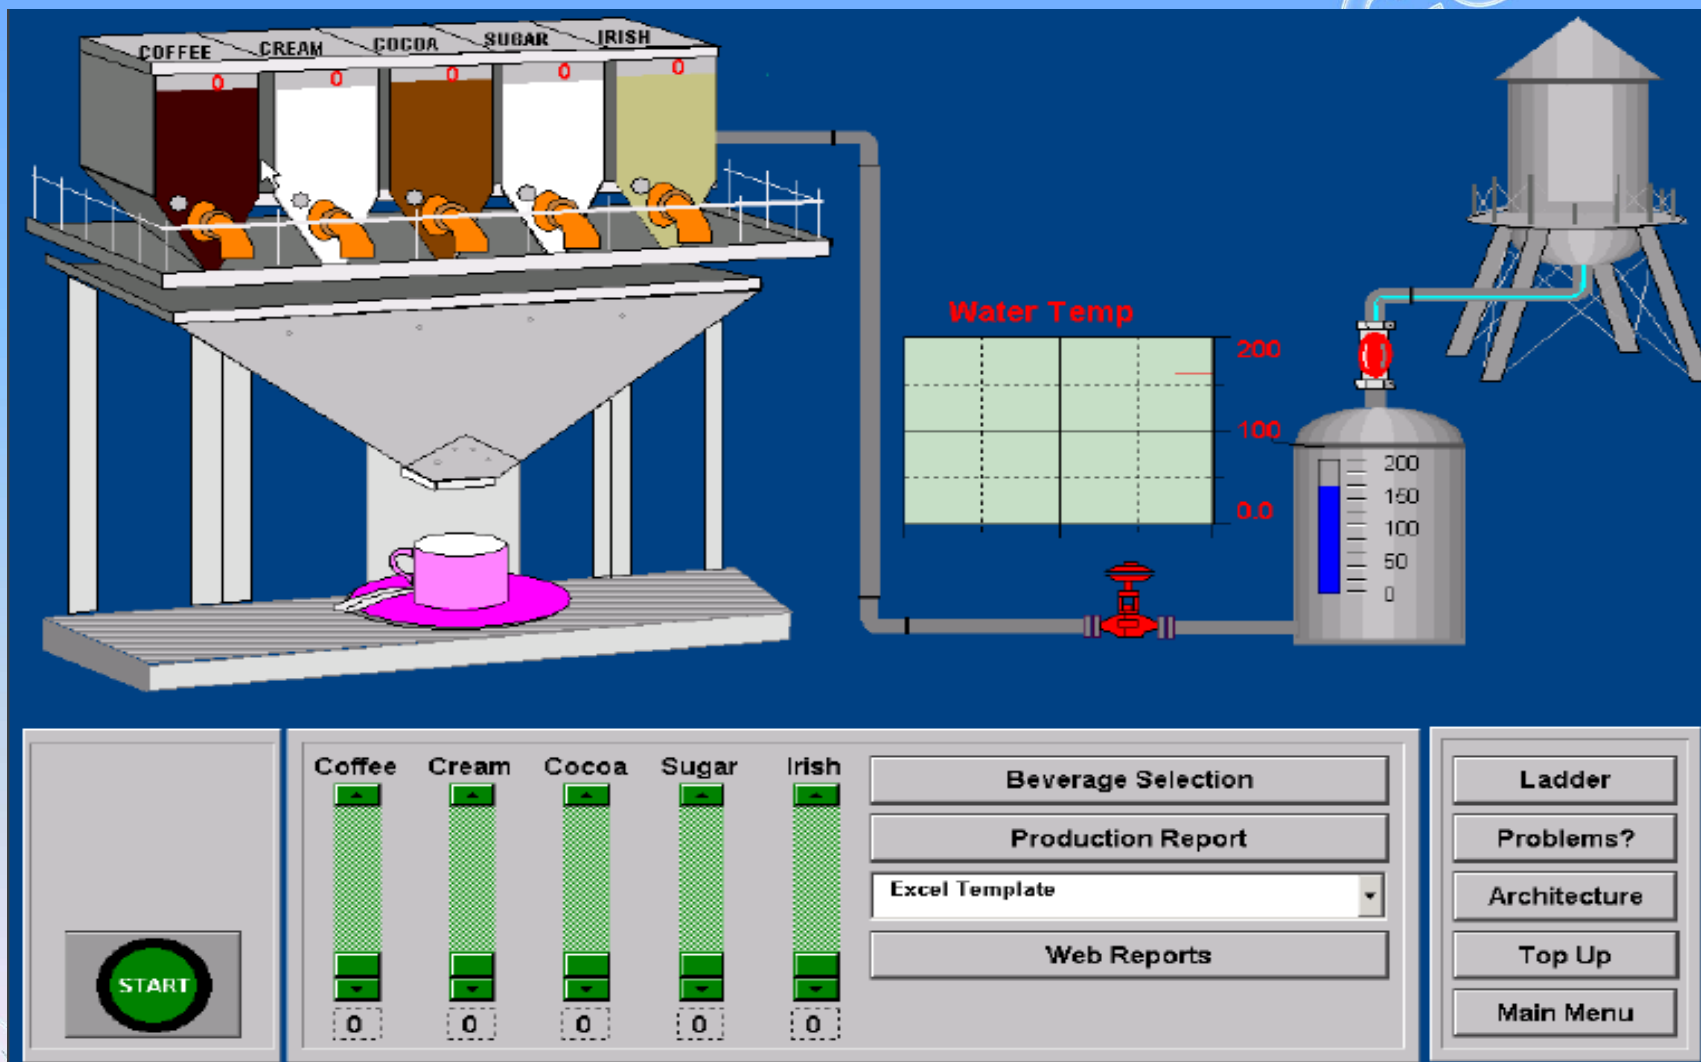 COFFEE CREAM COCOA SUGAR IRISH
0 0 0 0 0
Water Temp
200
100
0.0
200
150
100
50
0
Coffee Cream Cocoa Sugar Irish
0 0 0 0 0
START
Beverage Selection
Production Report
Excel Template
Web Reports
Ladder
Problems?
Architecture
Top Up
Main Menu